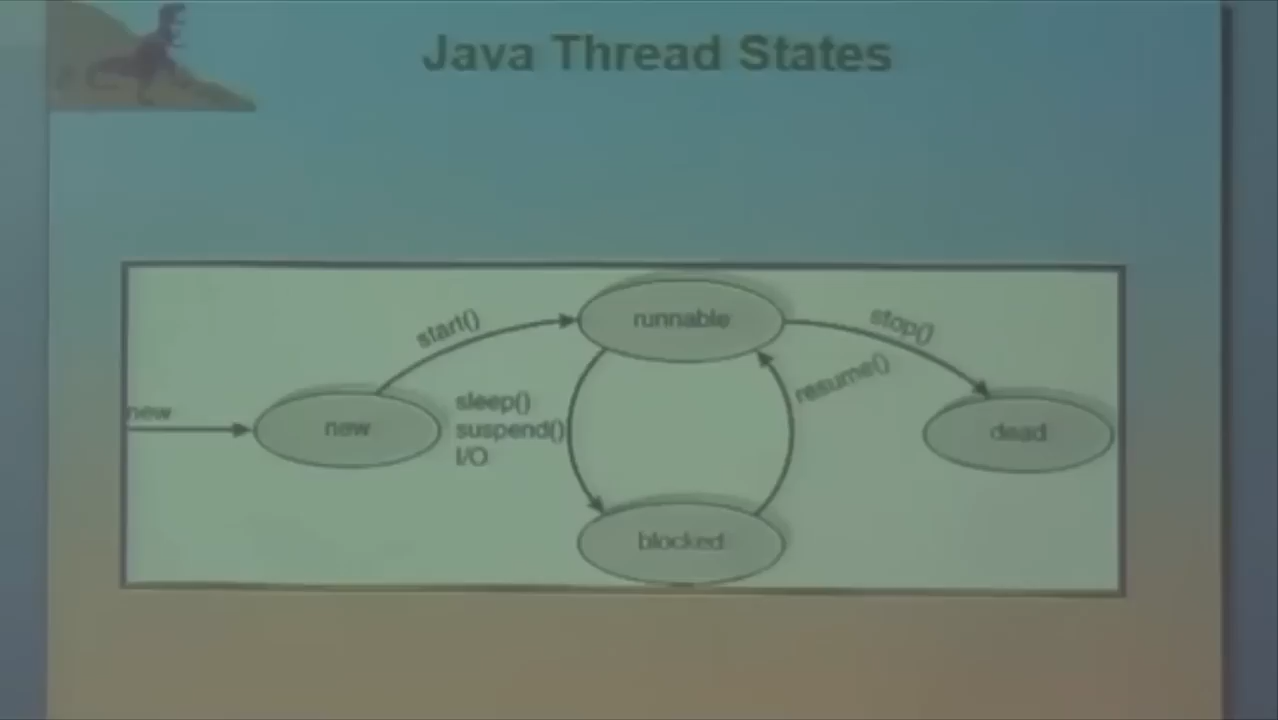 Java Thread States
start()
runnable
stop()
resume()
new
new
sleep()
suspend()
I/O
dead
blocked